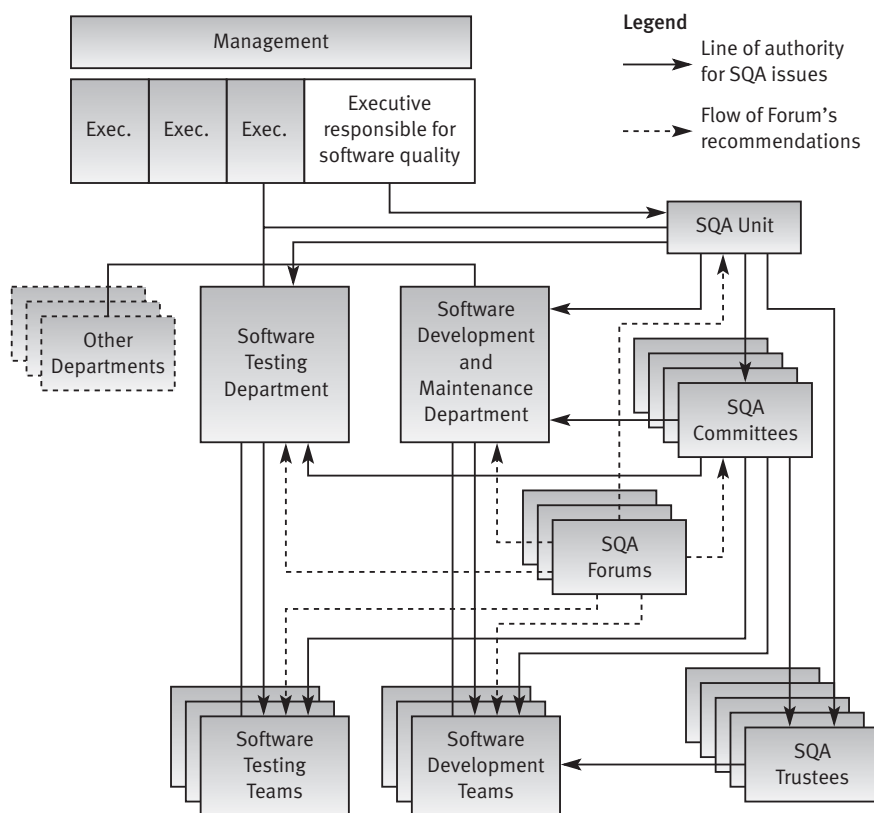 Management
Exec.
Exec.
Exec.
Executive
responsible for
software quality
Legend
Line of authority
for SQA issues
Flow of Forum's
recommendations
SQA Unit
Other
Departments
Software
Testing
Department
Software
Development
and
Maintenance
Department
SQA
Committees
SQA
Forums
Software
Testing
Teams
Software
Development
Teams
SQA
Trustees